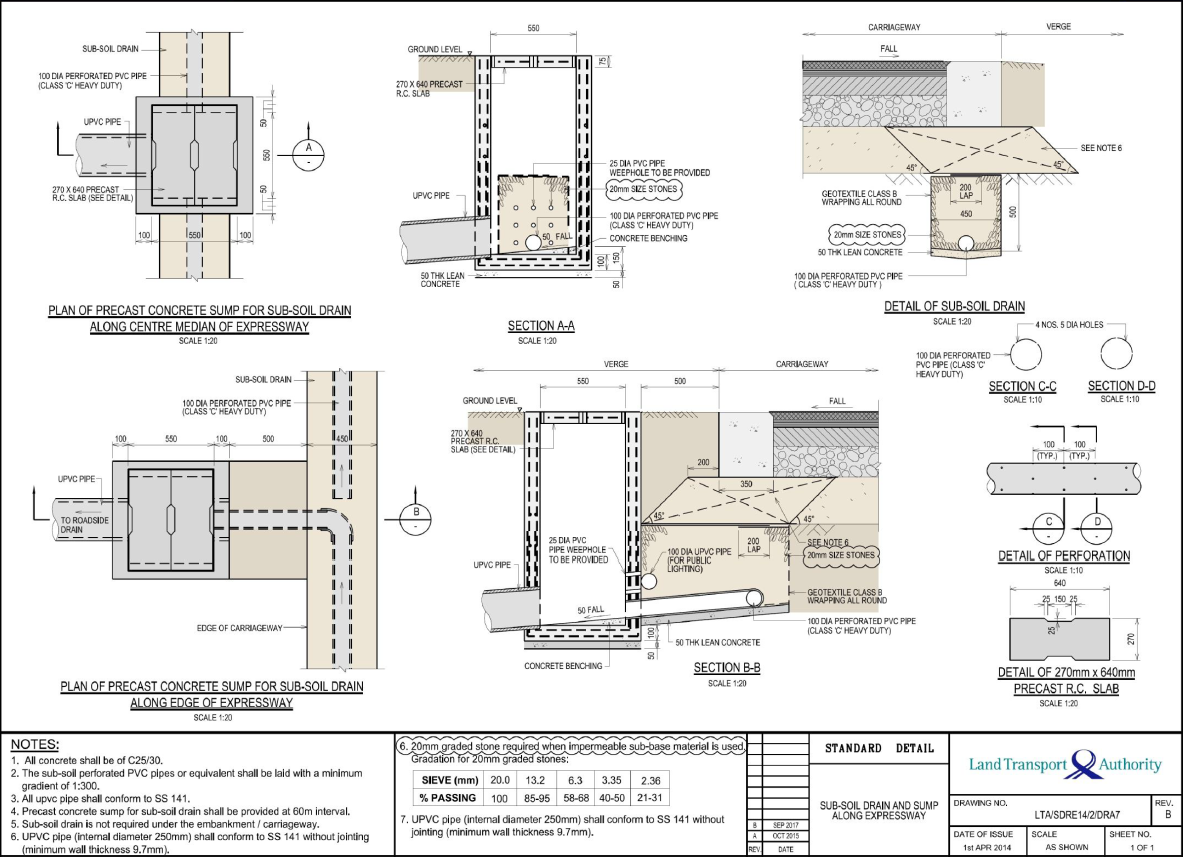 SUB-SOIL DRAIN
100 DIA PERFORATED PVC PIPE
(CLASS 'C' HEAVY DUTY)
UPVC PIPE
270 X 640 PRECAST
R.C. SLAB (SEE DETAIL)
50
550
50
A
-
100
550
100
PLAN OF PRECAST CONCRETE SUMP FOR SUB-SOIL DRAIN
ALONG CENTRE MEDIAN OF EXPRESSWAY
SCALE 1:20
550
GROUND LEVEL
75
270 X 640 PRECAST
R.C. SLAB
25 DIA PVC PIPE
WEEPHOLE TO BE PROVIDED
20mm SIZE STONES
UPVC PIPE
100 DIA PERFORATED PVC PIPE
(CLASS 'C' HEAVY DUTY)
50 FALL
CONCRETE BENCHING
100
150
50
50 THK LEAN
CONCRETE
SECTION A-A
SCALE 1:20
CARRIAGEWAY
VERGE
FALL
SEE NOTE 6
45°
45°
GEOTEXTILE CLASS B
WRAPPING ALL ROUND
200
LAP
450
500
20mm SIZE STONES
50 THK LEAN CONCRETE
100 DIA PERFORATED PVC PIPE
( CLASS 'C' HEAVY DUTY )
DETAIL OF SUB-SOIL DRAIN
SCALE 1:20
4 NOS. 5 DIA HOLES
100 DIA PERFORATED
PVC PIPE (CLASS 'C'
HEAVY DUTY)
SECTION C-C
SCALE 1:10
SECTION D-D
SCALE 1:10
SUB-SOIL DRAIN
100 DIA PERFORATED PVC PIPE
(CLASS 'C' HEAVY DUTY)
100
550
100
500
450
UPVC PIPE
TO ROADSIDE
DRAIN
B
-
EDGE OF CARRIAGEWAY
PLAN OF PRECAST CONCRETE SUMP FOR SUB-SOIL DRAIN
ALONG EDGE OF EXPRESSWAY
SCALE 1:20
VERGE
CARRIAGEWAY
550
500
GROUND LEVEL
FALL
270 X 640
PRECAST R.C.
SLAB (SEE DETAIL)
200
350
45°
45°
25 DIA PVC
PIPE WEEPHOLE
TO BE PROVIDED
200
LAP
SEE NOTE 6
20mm SIZE STONES
100 DIA UPVC PIPE
(FOR PUBLIC
LIGHTING)
UPVC PIPE
GEOTEXTILE CLASS B
WRAPPING ALL ROUND
50 FALL
100 DIA PERFORATED PVC PIPE
(CLASS 'C' HEAVY DUTY)
100
50
50 THK LEAN CONCRETE
CONCRETE BENCHING
SECTION B-B
SCALE 1:20
100
(TYP.)
100
(TYP.)
C
-
D
-
DETAIL OF PERFORATION
SCALE 1:10
640
25 150 25
25
270
DETAIL OF 270mm x 640mm
PRECAST R.C. SLAB
SCALE 1:20
NOTES:
1. All concrete shall be of C25/30.
2. The sub-soil perforated PVC pipes or equivalent shall be laid with a minimum
gradient of 1:300.
3. All upvc pipe shall conform to SS 141.
4. Precast concrete sump for sub-soil drain shall be provided at 60m interval.
5. Sub-soil drain is not required under the embankment / carriageway.
6. UPVC pipe (internal diameter 250mm) shall conform to SS 141 without jointing
(minimum wall thickness 9.7mm).
6. 20mm graded stone required when impermeable sub-base material is used.
Gradation for 20mm graded stones:
SIEVE (mm) 20.0 13.2 6.3 3.35 2.36
% PASSING 100 85-95 58-68 40-50 21-31
7. UPVC pipe (internal diameter 250mm) shall conform to SS 141 without
jointing (minimum wall thickness 9.7mm).
B SEP 2017
A OCT 2015
REV. DATE
STANDARD DETAIL
SUB-SOIL DRAIN AND SUMP
ALONG EXPRESSWAY
Land Transport Authority
DRAWING NO.
LTA/SDRE14/2/DRA7
REV.
B
DATE OF ISSUE
1st APR 2014
SCALE
AS SHOWN
SHEET NO.
1 OF 1